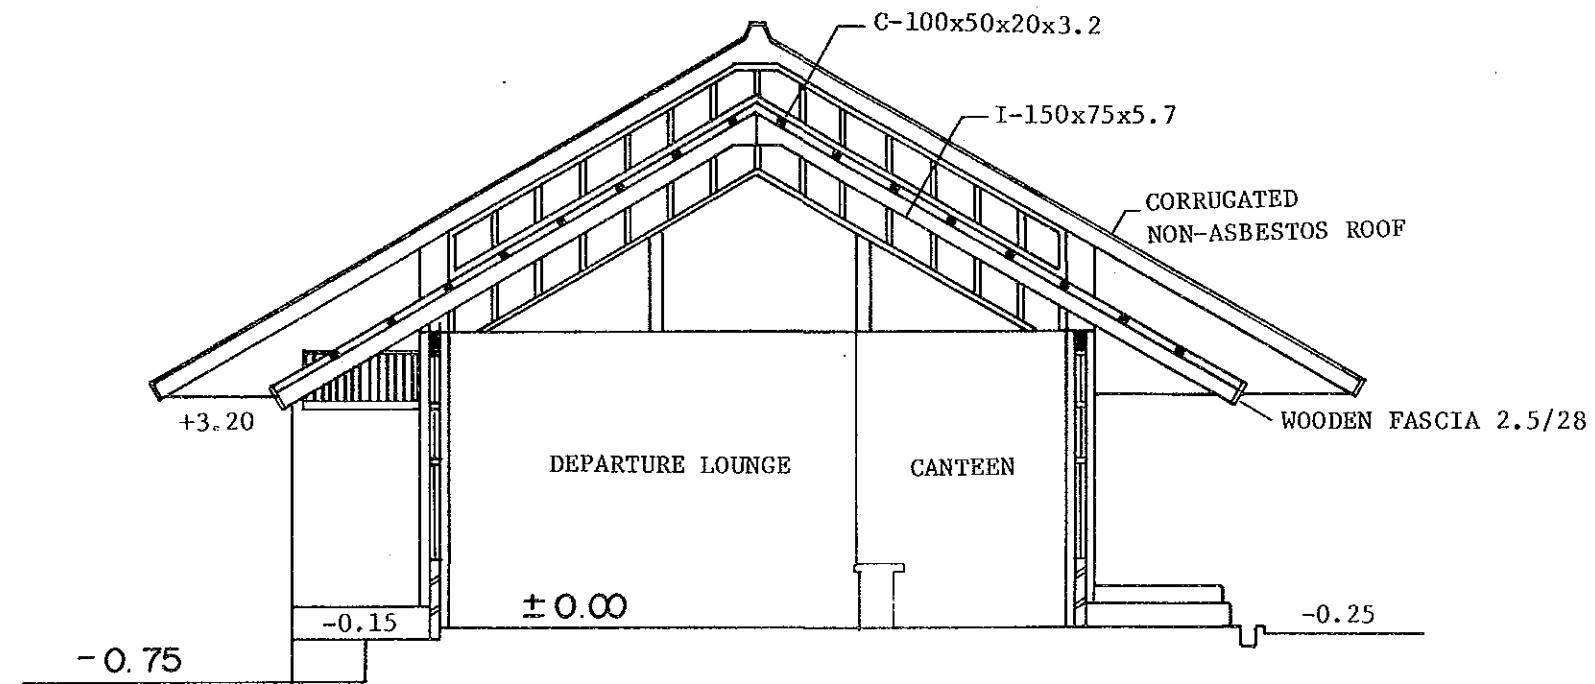 C-100x50x20x3.2
I-150x75x5.7
CORRUGATED
NON-ASBESTOS ROOF
+3.20
WOODEN FASCIA 2.5/28
DEPARTURE LOUNGE
CANTEEN
±0.00
-0.15
-0.25
-0.75